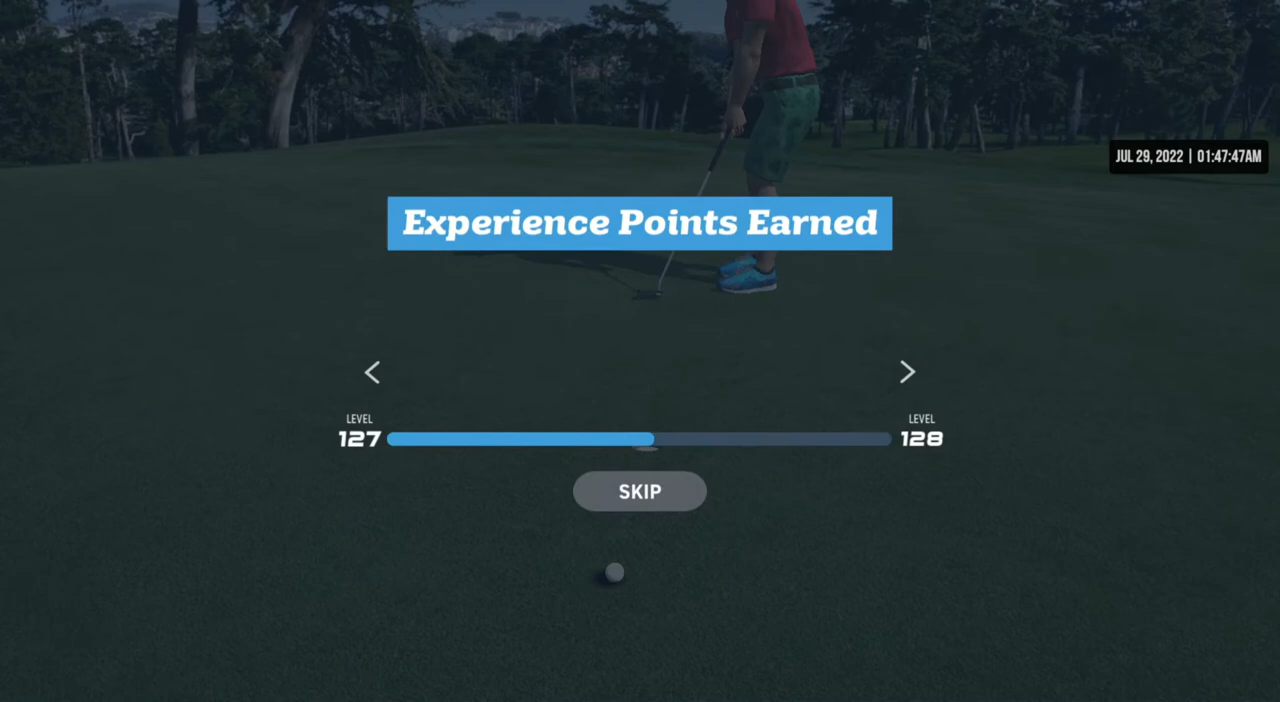 JUL 29, 2022 | 01:47:47AM
Experience Points Earned
LEVEL
127
LEVEL
128
SKIP